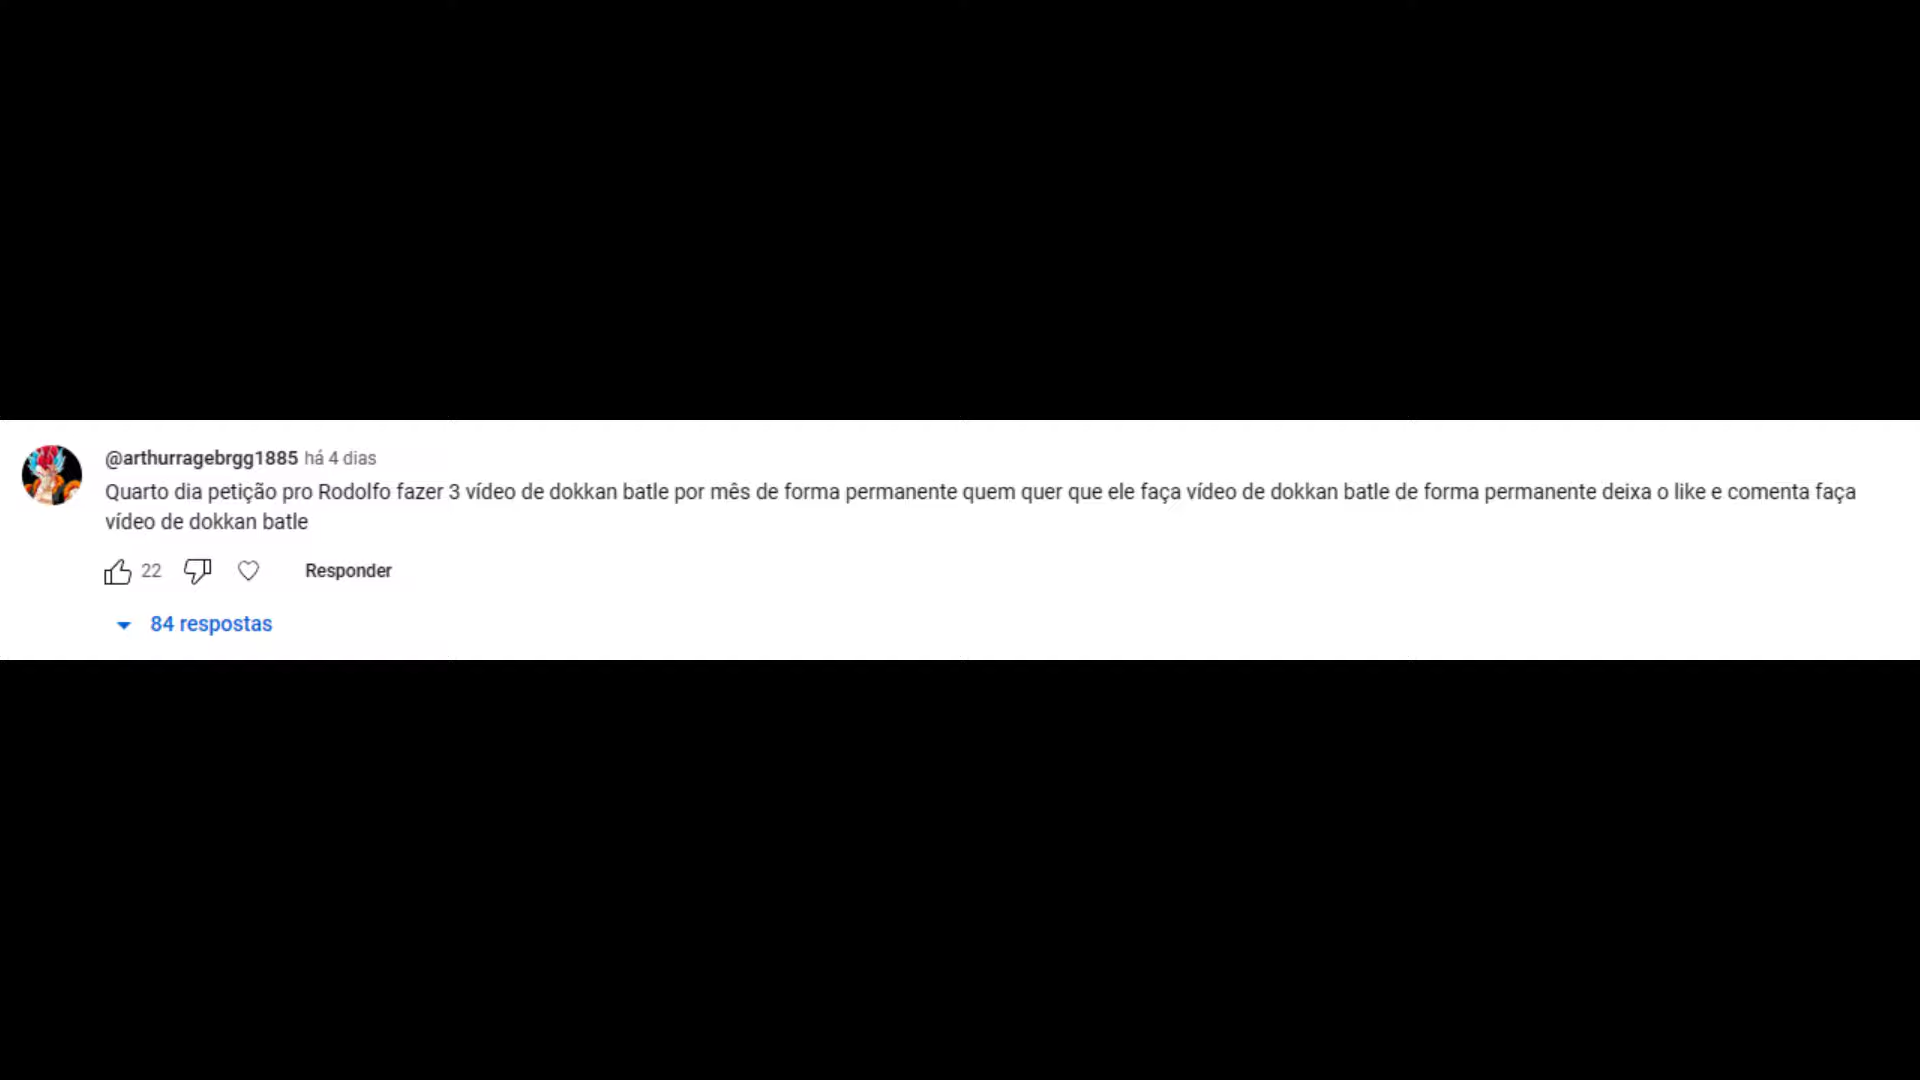 @arthurragebrgg1885 há 4 dias
Quarto dia petição pro Rodolfo fazer 3 vídeo de dokkan batle por mês de forma permanente quem quer que ele faça vídeo de dokkan batle de forma permanente deixa o like e comenta faça
vídeo de dokkan batle
22 Responder
84 respostas